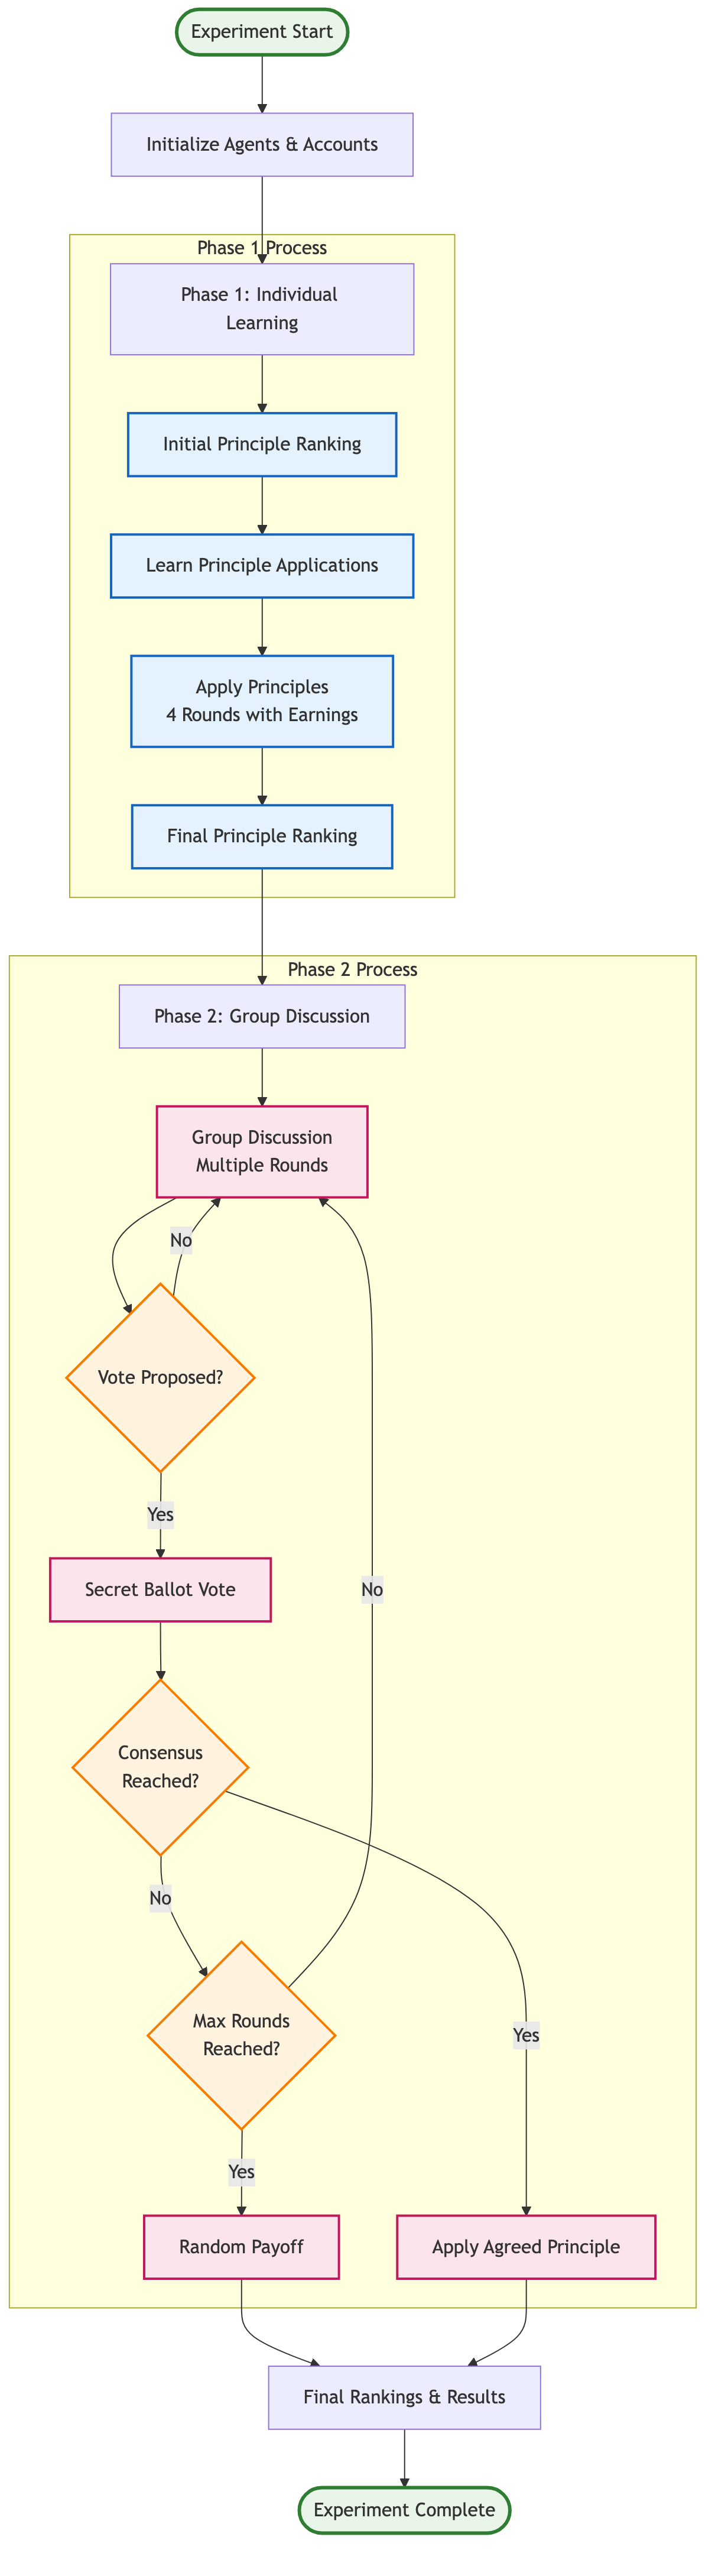 Experiment Start
Initialize Agents & Accounts
Phase 1 Process
Phase 1: Individual
Learning
Initial Principle Ranking
Learn Principle Applications
Apply Principles
4 Rounds with Earnings
Final Principle Ranking
Phase 2 Process
Phase 2: Group Discussion
Group Discussion
Multiple Rounds
No
Vote Proposed?
Yes
Secret Ballot Vote
No
Consensus
Reached?
No
Max Rounds
Reached?
Yes
Yes
Random Payoff
Apply Agreed Principle
Final Rankings & Results
Experiment Complete